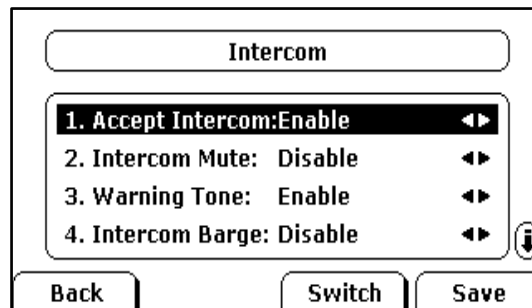 Intercom
1. Accept Intercom:Enable
2. Intercom Mute: Disable
3. Warning Tone: Enable
4. Intercom Barge: Disable
Back Switch Save